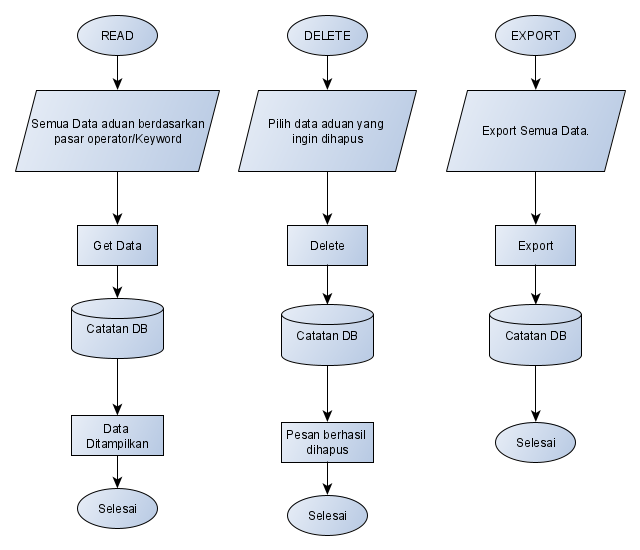 READ
Semua Data aduan berdasarkan
pasar operator/Keyword
Get Data
Catatan DB
Data
Ditampilkan
Selesai
DELETE
Pilih data aduan yang
ingin dihapus
Delete
Catatan DB
Pesan berhasil
dihapus
Selesai
EXPORT
Export Semua Data.
Export
Catatan DB
Selesai